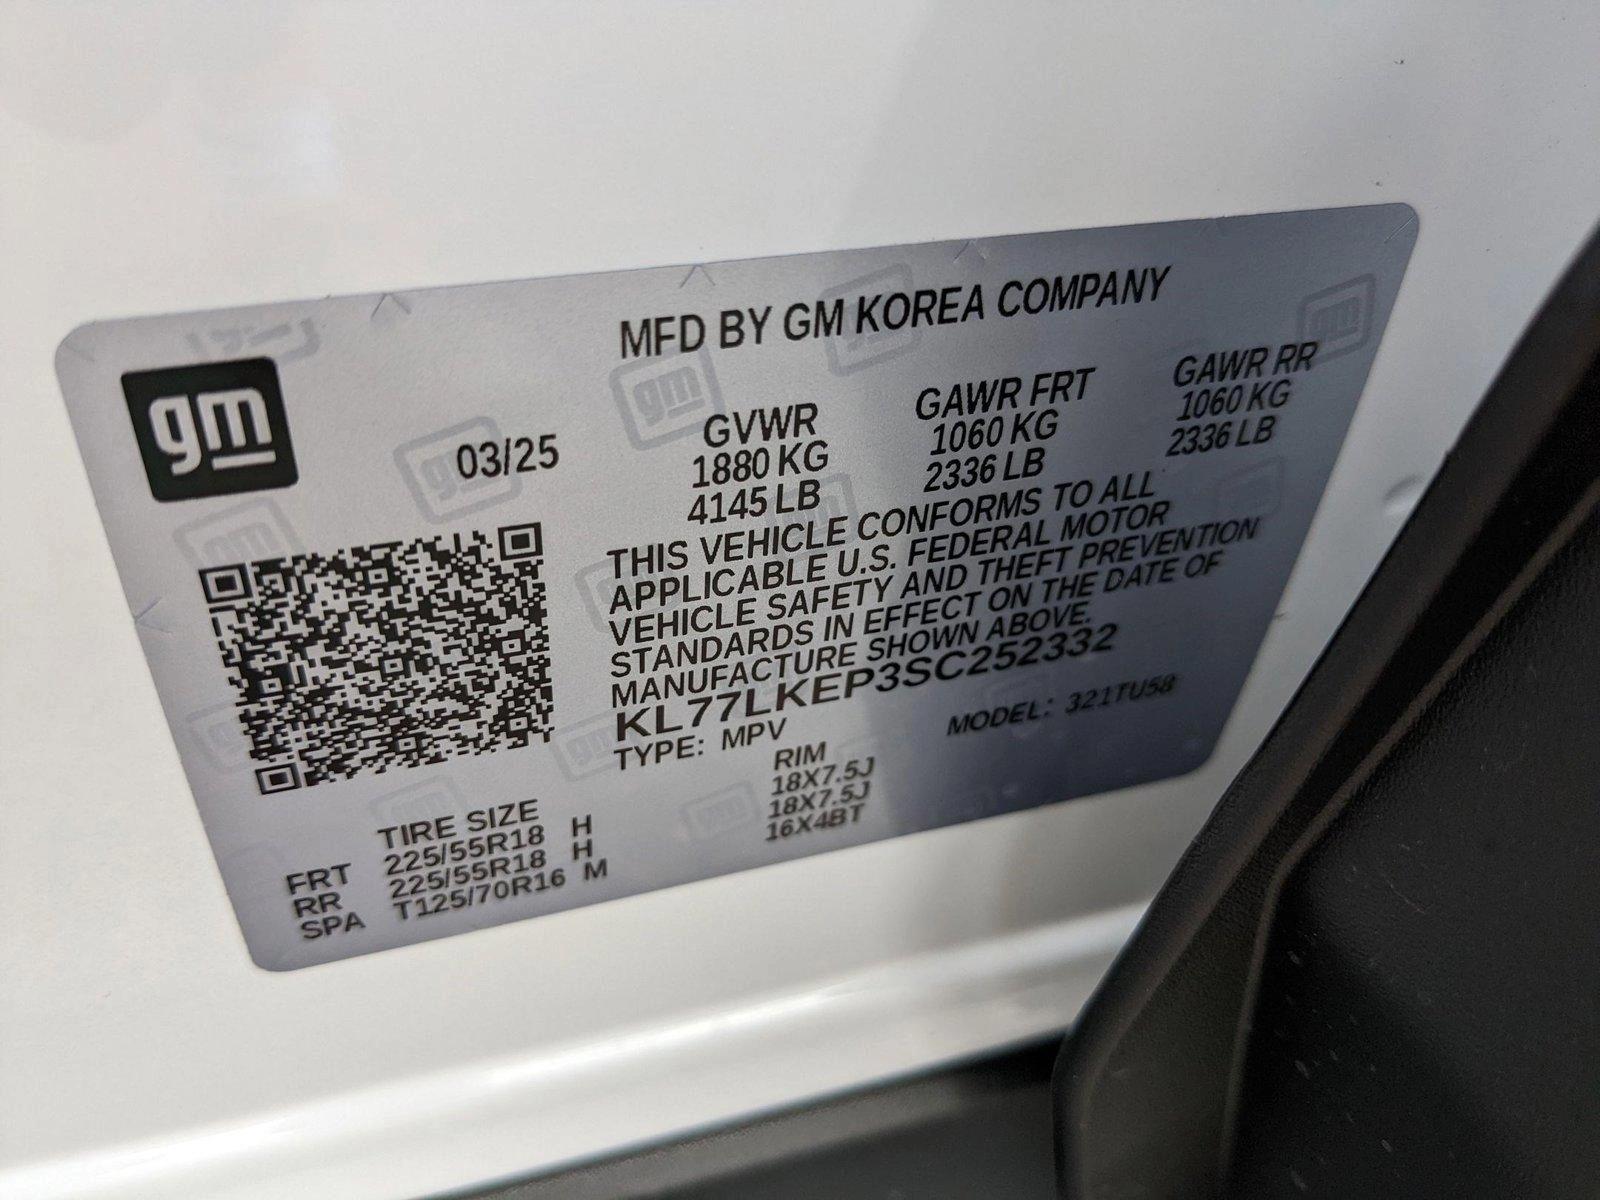 MFD BY GM KOREA COMPANY
gm
03/25
GVWR GAWR FRT GAWR RR
1880 KG 1060 KG 1060 KG
4145 LB 2336 LB 2336 LB
THIS VEHICLE CONFORMS TO ALL
APPLICABLE U.S. FEDERAL MOTOR
VEHICLE SAFETY AND THEFT PREVENTION
STANDARDS IN EFFECT ON THE DATE OF
MANUFACTURE SHOWN ABOVE.
KL77LKEP3SC252332
TYPE: MPV MODEL: 321TU58
TIRE SIZE RIM
FRT 225/55R18 H 18X7.5J
RR 225/55R18 H 18X7.5J
SPA T125/70R16 M 16X4BT